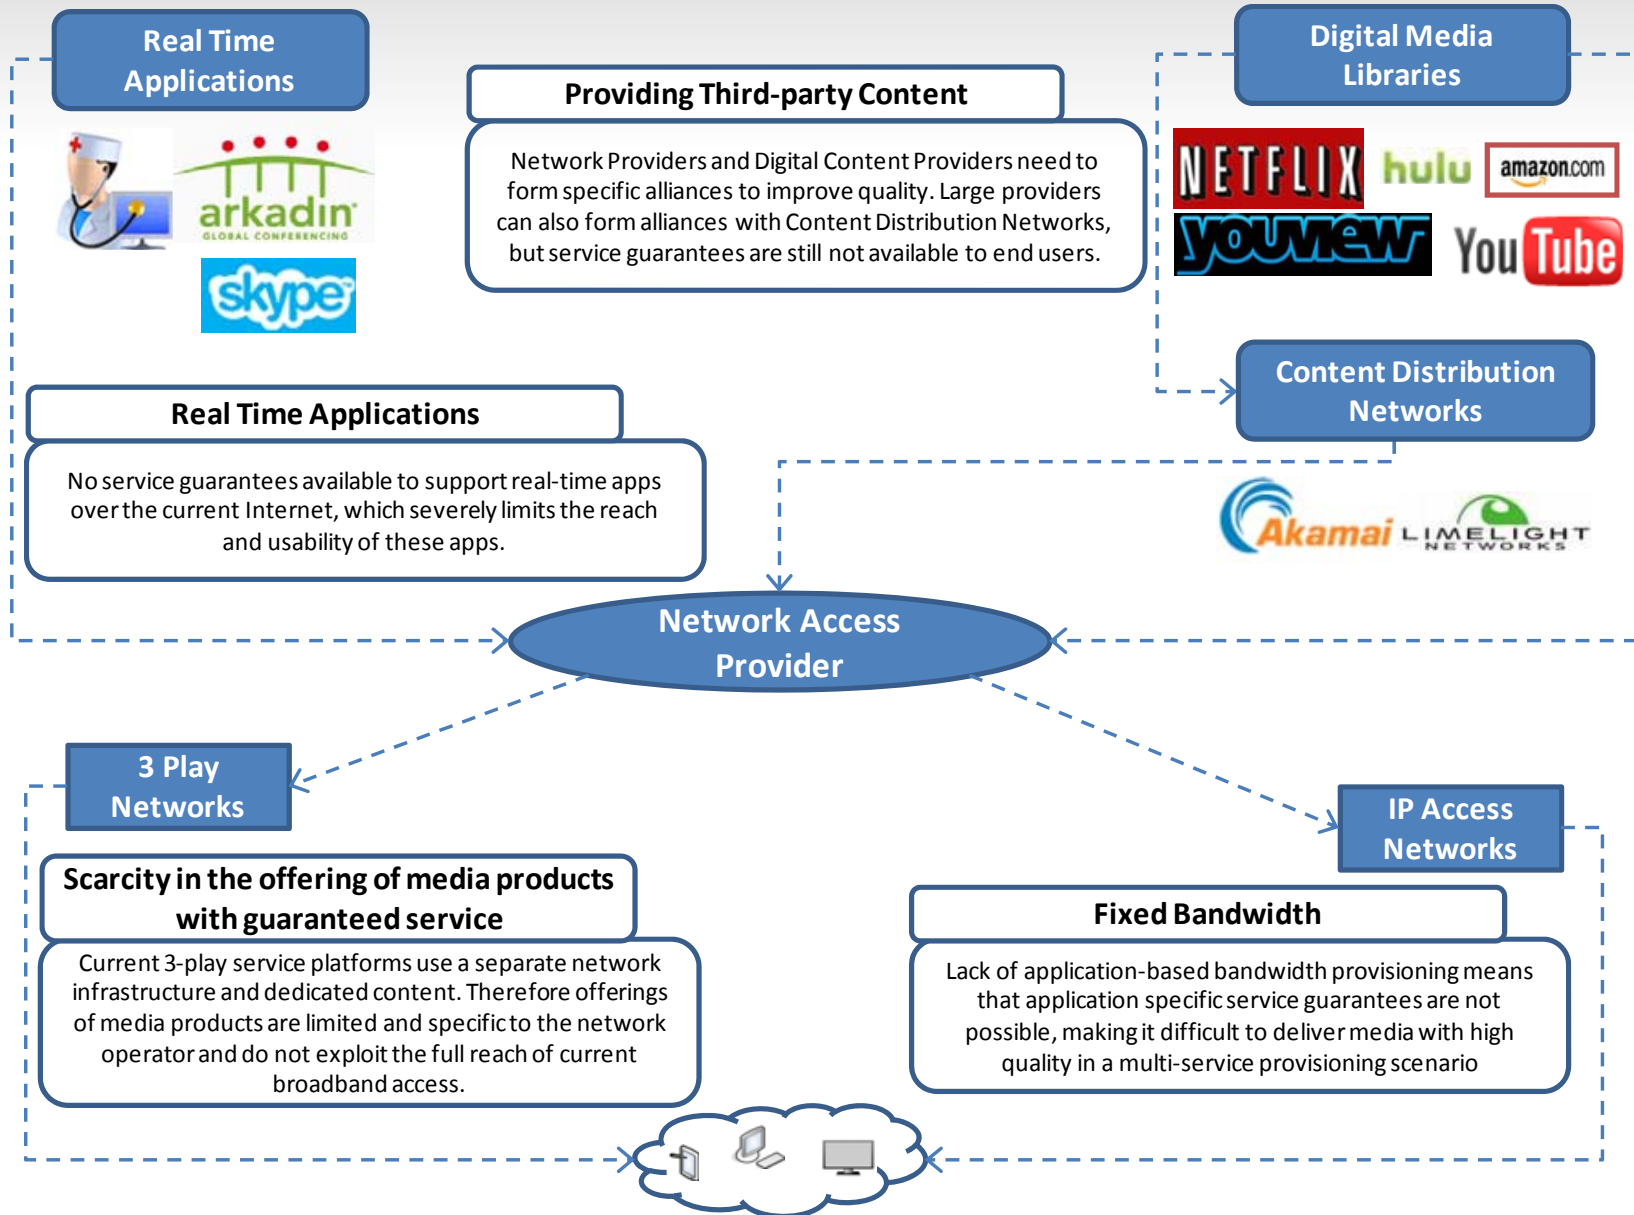 Real Time
Applications
Digital Media
Libraries
Providing Third-party Content
Network Providers and Digital Content Providers need to
form specific alliances to improve quality. Large providers
can also form alliances with Content Distribution Networks,
but service guarantees are still not available to end users.
arkadin
GLOBAL CONFERENCING
skype
NETFLIX
hulu
amazon.com
youview
YouTube
Content Distribution
Networks
Real Time Applications
No service guarantees available to support real-time apps
over the current Internet, which severely limits the reach
and usability of these apps.
Akamai
LIMELIGHT
NETWORKS
Network Access
Provider
3 Play
Networks
IP Access
Networks
Scarcity in the offering of media products
with guaranteed service
Current 3-play service platforms use a separate network
infrastructure and dedicated content. Therefore offerings
of media products are limited and specific to the network
operator and do not exploit the full reach of current
broadband access.
Fixed Bandwidth
Lack of application-based bandwidth provisioning means
that application specific service guarantees are not
possible, making it difficult to deliver media with high
quality in a multi-service provisioning scenario